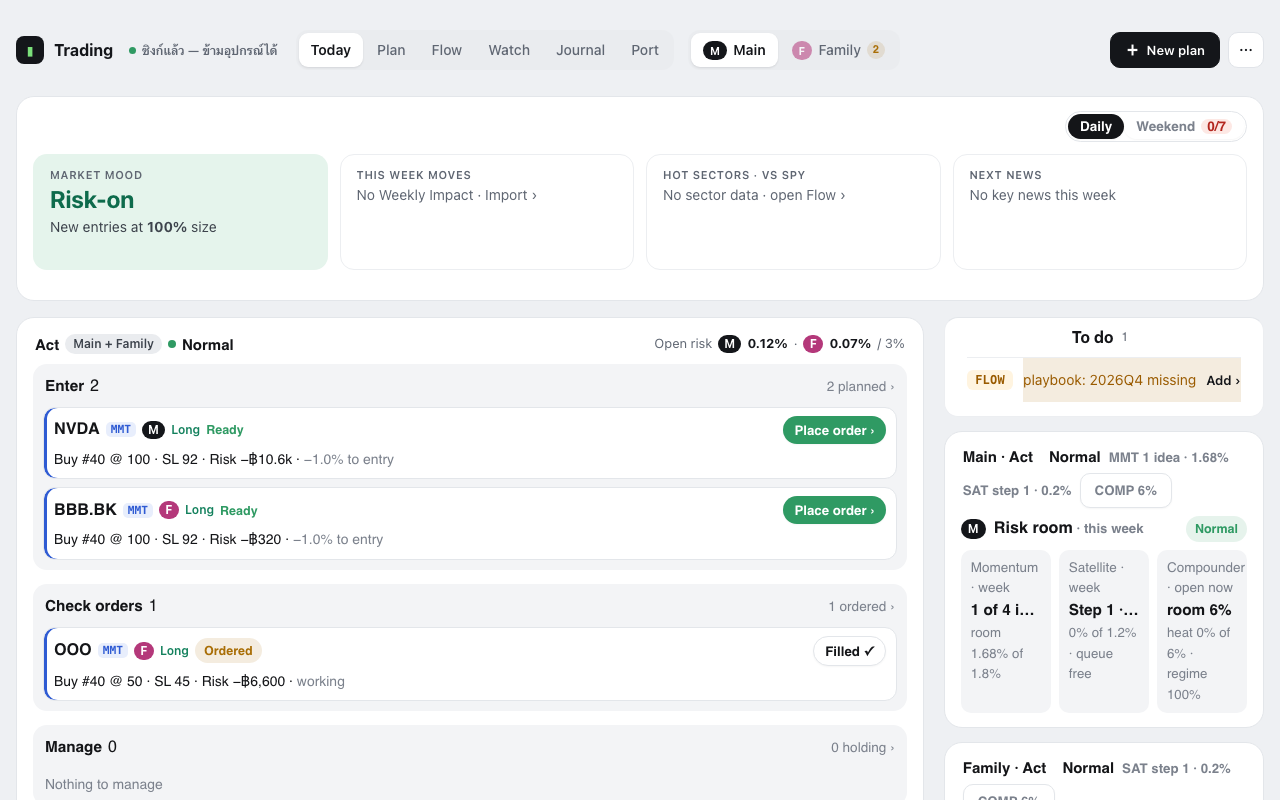 Trading
ซิงก์แล้ว — ข้ามอุปกรณ์ได้
Today Plan Flow Watch Journal Port
M Main F Family 2
+ New plan ···
Daily Weekend 0/7
MARKET MOOD
Risk-on
New entries at 100% size
THIS WEEK MOVES
No Weekly Impact · Import ›
HOT SECTORS · VS SPY
No sector data · open Flow ›
NEXT NEWS
No key news this week
Act Main + Family Normal
Open risk M 0.12% · F 0.07% / 3%
Enter 2
2 planned ›
NVDA MMT M Long Ready
Place order ›
Buy #40 @ 100 · SL 92 · Risk −฿10.6k · −1.0% to entry
BBB.BK MMT F Long Ready
Place order ›
Buy #40 @ 100 · SL 92 · Risk −฿320 · −1.0% to entry
Check orders 1
1 ordered ›
OOO MMT F Long Ordered
Filled ✓
Buy #40 @ 50 · SL 45 · Risk −฿6,600 · working
Manage 0
0 holding ›
Nothing to manage
To do 1
FLOW playbook: 2026Q4 missing Add ›
Main · Act Normal MMT 1 idea · 1.68%
SAT step 1 · 0.2% COMP 6%
M Risk room · this week Normal
Momentum
· week
1 of 4 i…
room
1.68% of
1.8%
Satellite ·
week
Step 1 ·…
0% of 1.2%
· queue
free
Compounder
· open now
room 6%
heat 0% of
6% ·
regime
100%
Family · Act Normal SAT step 1 · 0.2%
COMP 6%